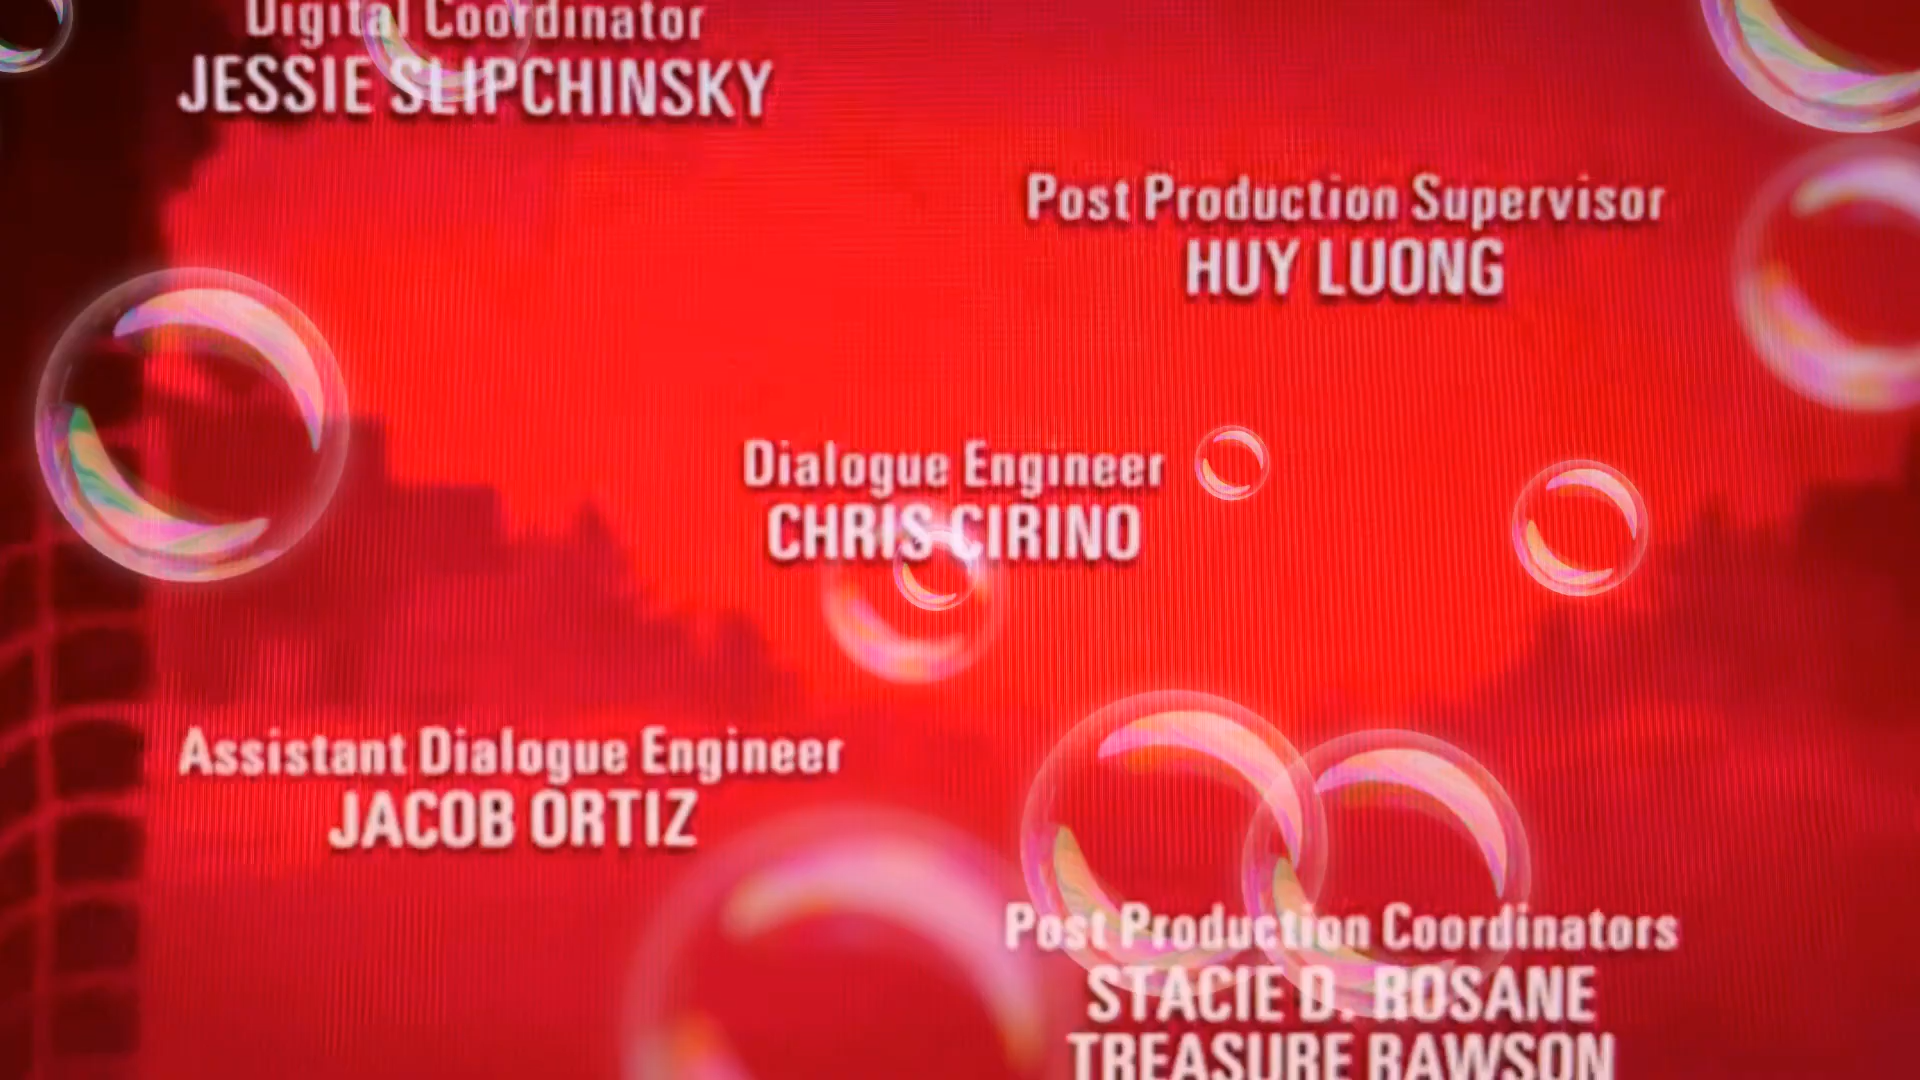 Digital Coordinator
JESSIE SLIPCHINSKY
Post Production Supervisor
HUY LUONG
Dialogue Engineer
CHRIS CIRINO
Assistant Dialogue Engineer
JACOB ORTIZ
Post Production Coordinators
STACIE D. ROSANE
TREASURE RAWSON